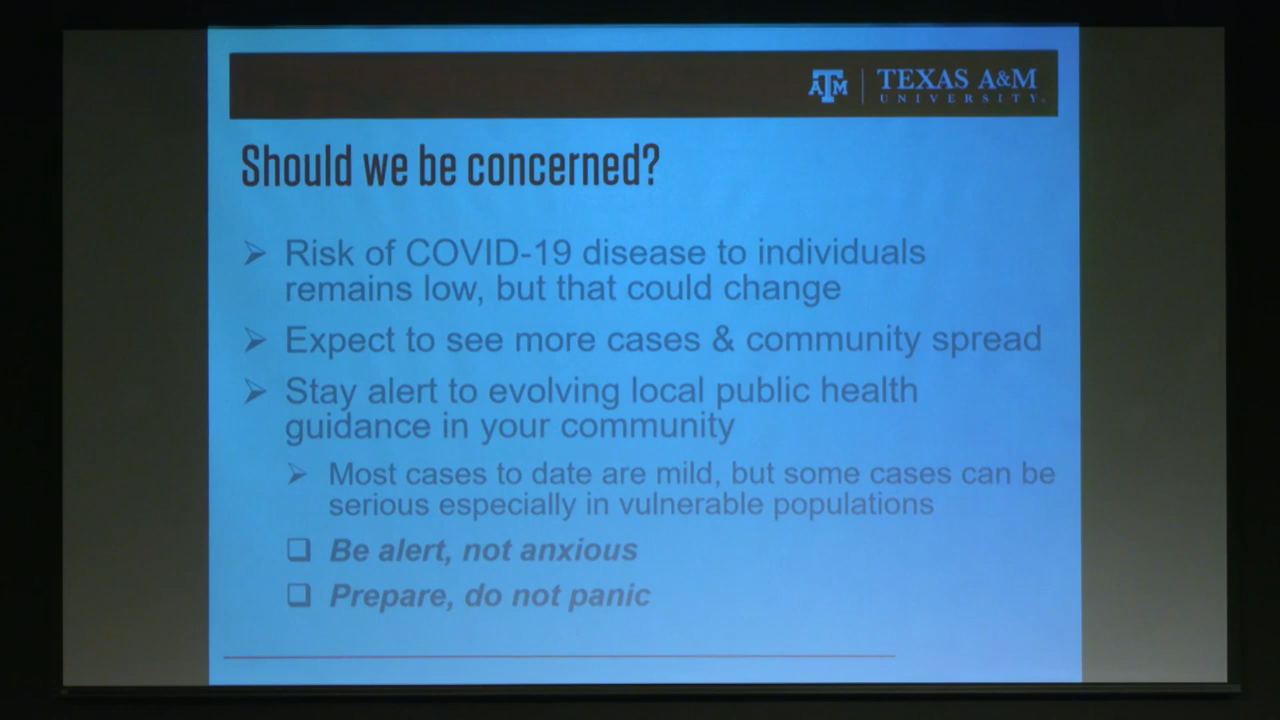 ATM TEXAS A&M
UNIVERSITY.
Should we be concerned?
➢ Risk of COVID-19 disease to individuals
remains low, but that could change
➢ Expect to see more cases & community spread
➢ Stay alert to evolving local public health
guidance in your community
➢ Most cases to date are mild, but some cases can be
serious especially in vulnerable populations
❑ Be alert, not anxious
❑ Prepare, do not panic